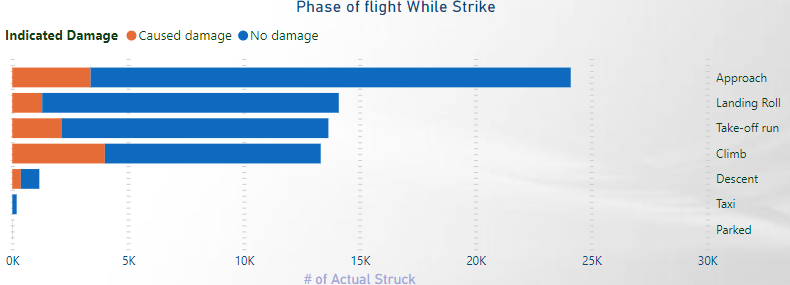 Phase of flight While Strike
Indicated Damage Caused damage No damage
Approach
Landing Roll
Take-off run
Climb
Descent
Taxi
Parked
0K 5K 10K 15K 20K 25K 30K
# of Actual Struck